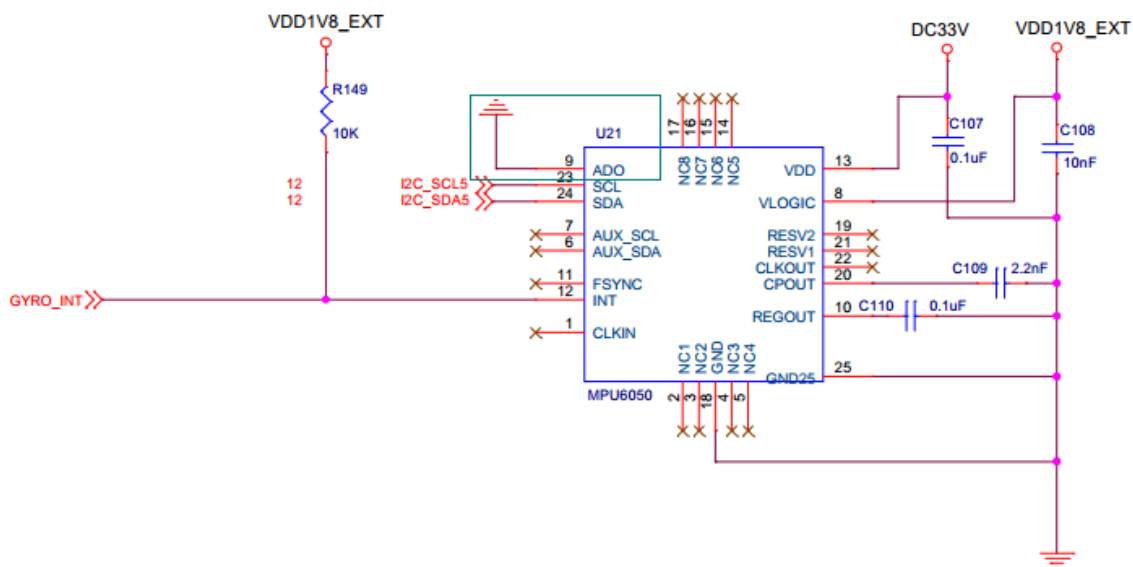 VDD1V8_EXT
DC33V
VDD1V8_EXT
R149
10K
17
16
15
14
U21
NC8
NC7
NC6
NC5
C107
0.1uF
C108
10nF
9
ADO
VDD
13
12
I2C_SCL5
23
SCL
12
I2C_SDA5
24
SDA
VLOGIC
8
7
AUX_SCL
RESV2
19
6
AUX_SDA
RESV1
21
CLKOUT
22
11
FSYNC
CPOUT
20
C109
2.2nF
GYRO_INT
12
INT
REGOUT
10
C110
0.1uF
1
CLKIN
NC1
NC2
GND
NC3
NC4
GND25
25
MPU6050
2
3
18
4
5